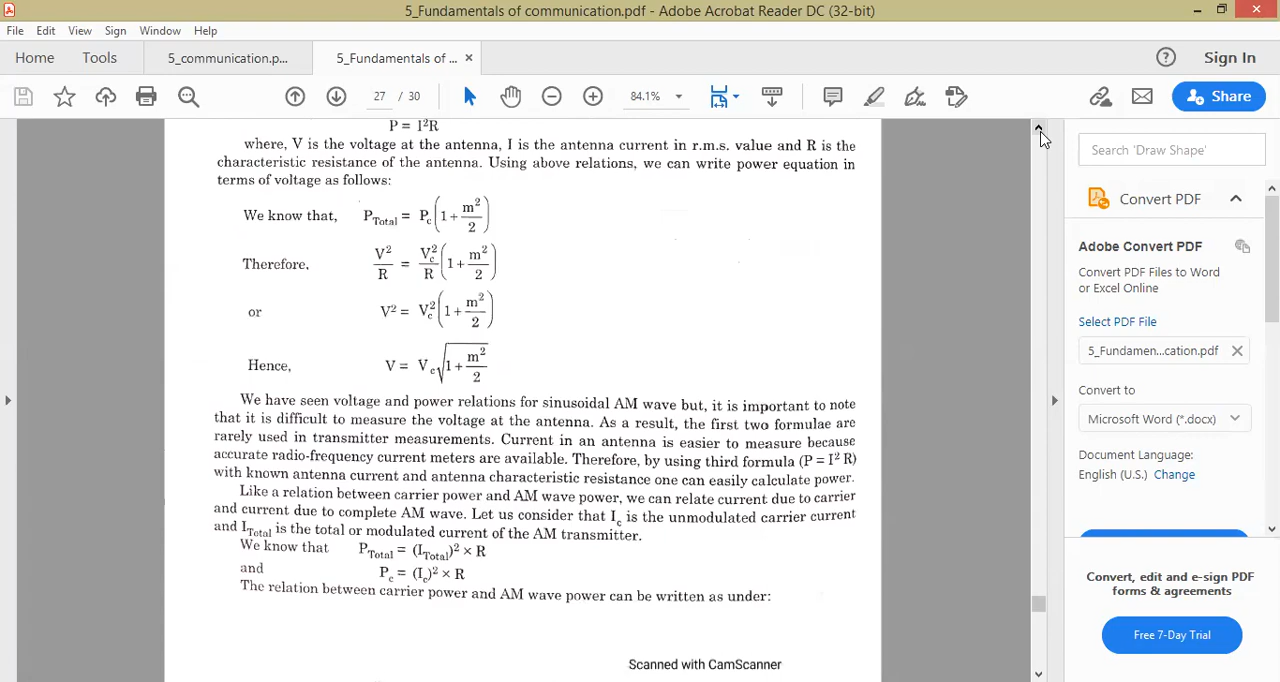 5_Fundamentals of communication.pdf - Adobe Acrobat Reader DC (32-bit)
File Edit View Sign Window Help
Home Tools 5_communication.p... 5_Fundamentals of ... × ? Sign In
27 / 30 84.1% Share
P = I²R
where, V is the voltage at the antenna, I is the antenna current in r.m.s. value and R is the
characteristic resistance of the antenna. Using above relations, we can write power equation in
terms of voltage as follows:
We know that, P_Total = P_c(1 + m²/2)
Therefore, V²/R = V_c²/R (1 + m²/2)
or V² = V_c²(1 + m²/2)
Hence, V = V_c√(1 + m²/2)
We have seen voltage and power relations for sinusoidal AM wave but, it is important to note
that it is difficult to measure the voltage at the antenna. As a result, the first two formulae are
rarely used in transmitter measurements. Current in an antenna is easier to measure because
accurate radio-frequency current meters are available. Therefore, by using third formula (P = I² R)
with known antenna current and antenna characteristic resistance one can easily calculate power.
Like a relation between carrier power and AM wave power, we can relate current due to carrier
and current due to complete AM wave. Let us consider that I_c is the unmodulated carrier current
and I_Total is the total or modulated current of the AM transmitter.
We know that P_Total = (I_Total)² × R
and P_c = (I_c)² × R
The relation between carrier power and AM wave power can be written as under:
Scanned with CamScanner
Search 'Draw Shape'
Convert PDF
Adobe Convert PDF
Convert PDF Files to Word
or Excel Online
Select PDF File
5_Fundamen...cation.pdf
Convert to
Microsoft Word (*.docx)
Document Language:
English (U.S.) Change
Convert, edit and e-sign PDF
forms & agreements
Free 7-Day Trial